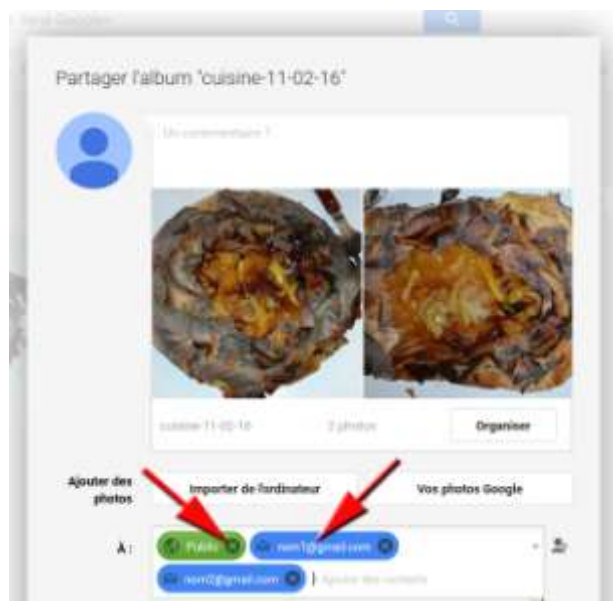 Partager l'album "cuisine-11-02-16"
Un commentaire ?
cuisine-11-02-16 2 photos Organiser
Ajouter des photos
Importer de l'ordinateur Vos photos Google
À : Public nom1@gmail.com
nom2@gmail.com Ajouter des contacts